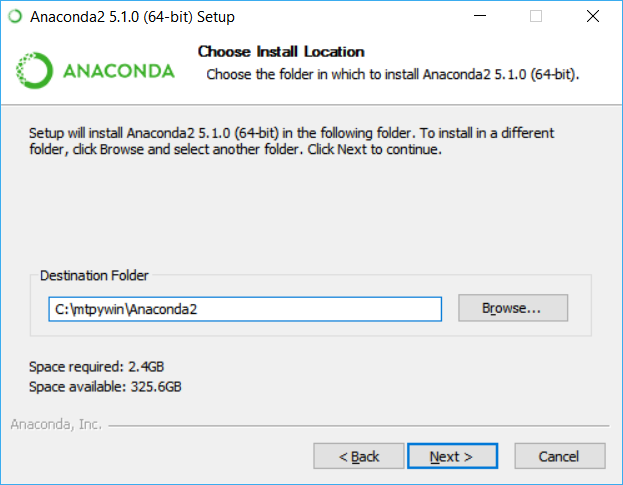 Anaconda2 5.1.0 (64-bit) Setup
Choose Install Location
ANACONDA
Choose the folder in which to install Anaconda2 5.1.0 (64-bit).
Setup will install Anaconda2 5.1.0 (64-bit) in the following folder. To install in a different
folder, click Browse and select another folder. Click Next to continue.
Destination Folder
C:\mtpywin\Anaconda2
Browse...
Space required: 2.4GB
Space available: 325.6GB
Anaconda, Inc.
< Back
Next >
Cancel